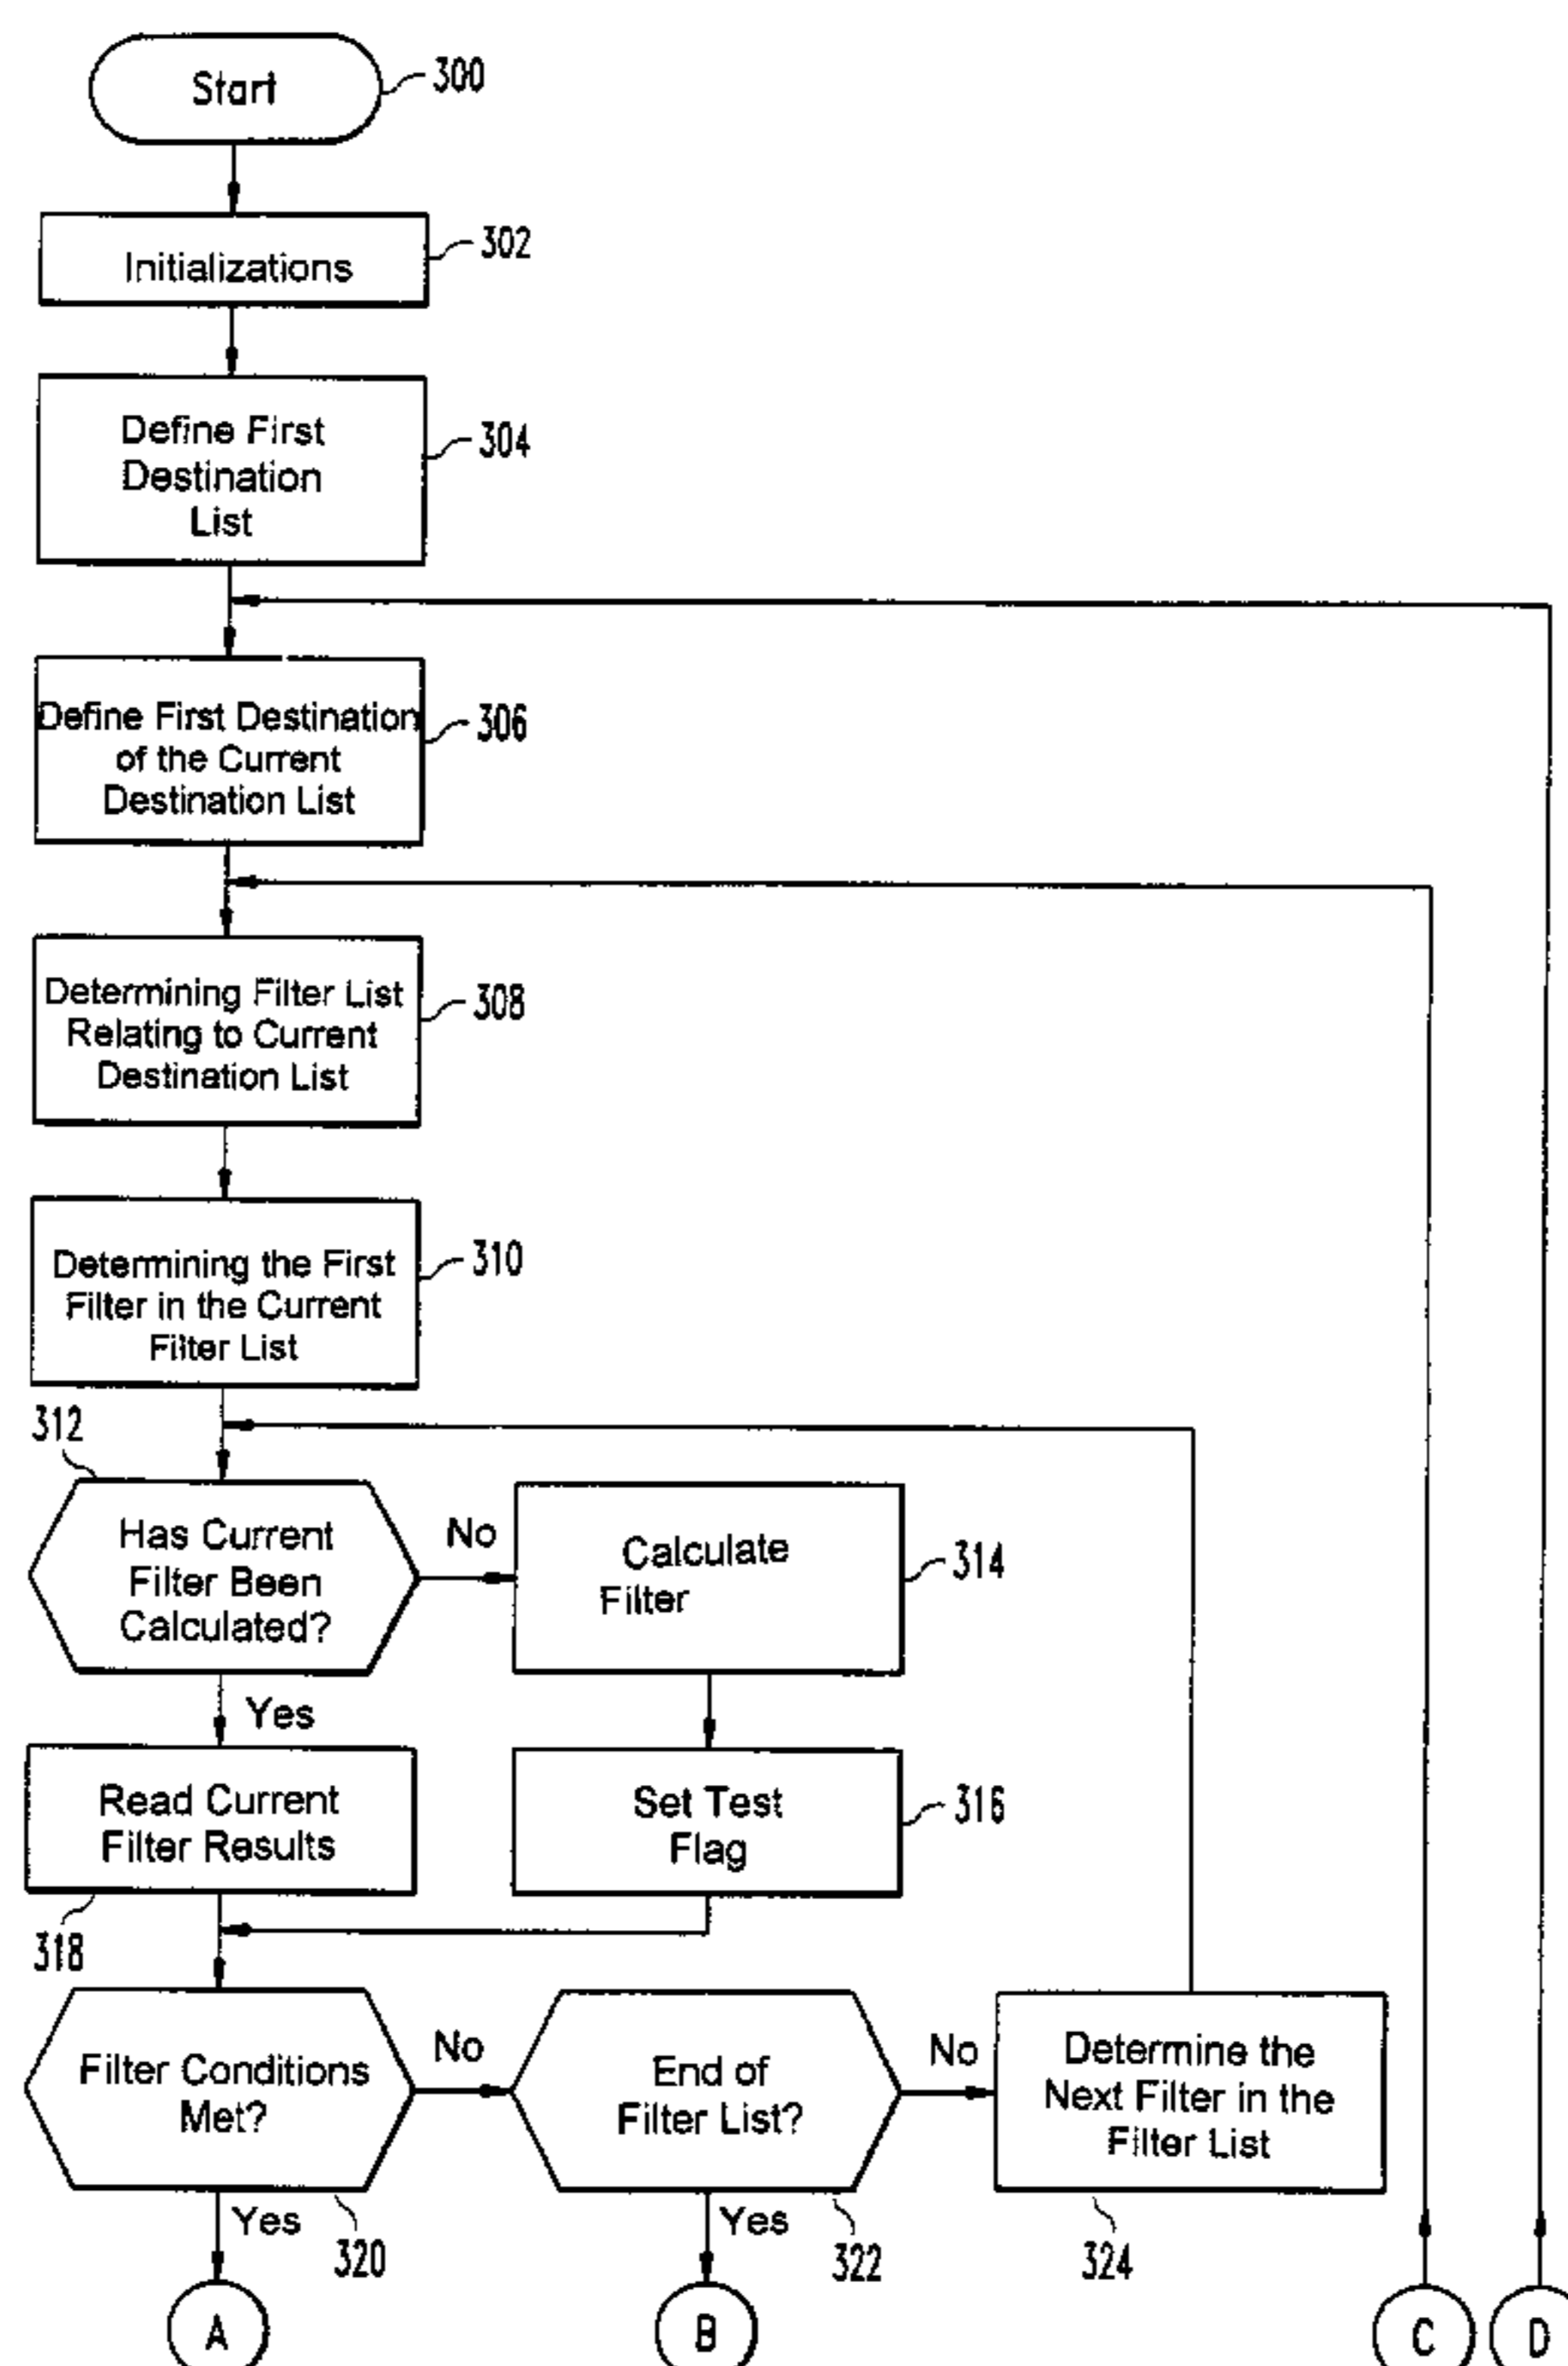 Start
300
Initializations
302
Define First
Destination
List
304
Define First Destination
of the Current
Destination List
306
Determining Filter List
Relating to Current
Destination List
308
Determining the First
Filter in the Current
Filter List
310
312
Has Current
Filter Been
Calculated?
No
Calculate
Filter
314
Yes
Read Current
Filter Results
318
Set Test
Flag
316
Filter Conditions
Met?
No
End of
Filter List?
No
Determine the
Next Filter in the
Filter List
Yes
320
Yes
322
324
A
B
C
D